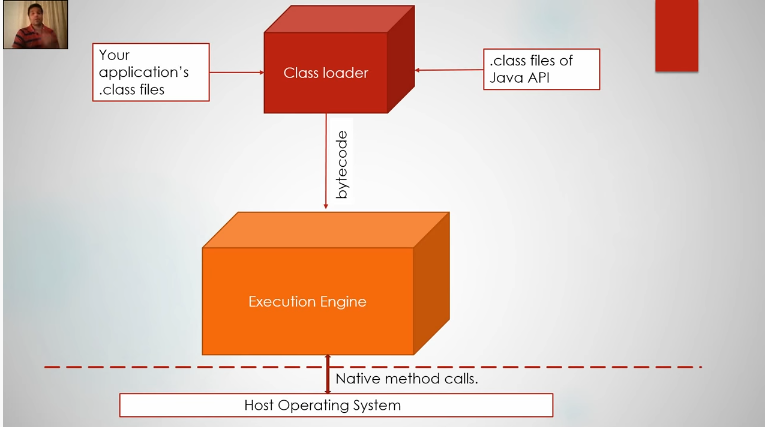 Your
application's
.class files
Class loader
.class files of
Java API
bytecode
Execution Engine
Native method calls.
Host Operating System